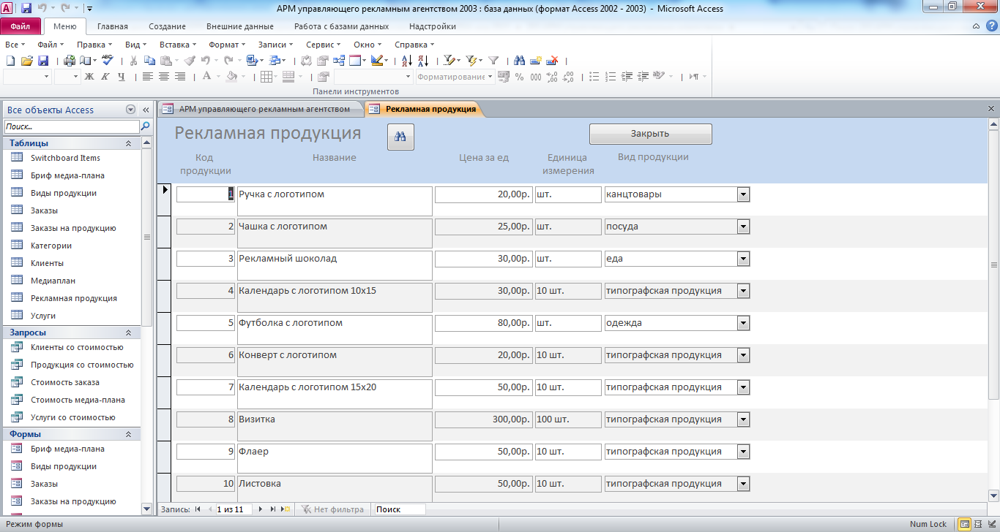 АРМ управляющего рекламным агентством 2003 : база данных (формат Access 2002 - 2003) - Microsoft Access
Файл Меню Главная Создание Внешние данные Работа с базами данных Надстройки
Все Файл Правка Вид Вставка Формат Записи Сервис Окно Справка
Ж К Ч Форматирование % 000
Панели инструментов
Все объекты Access
Поиск...
Таблицы
Switchboard Items
Бриф медиа-плана
Виды продукции
Заказы
Заказы на продукцию
Категории
Клиенты
Медиаплан
Рекламная продукция
Услуги
Запросы
Клиенты со стоимостью
Продукция со стоимостью
Стоимость заказа
Стоимость медиа-плана
Услуги со стоимостью
Формы
Бриф медиа-плана
Виды продукции
Заказы
Заказы на продукцию
АРМ управляющего рекламным агентством Рекламная продукция
Рекламная продукция Закрыть
Код продукции Название Цена за ед Единица измерения Вид продукции
1 Ручка с логотипом 20,00р. шт. канцтовары
2 Чашка с логотипом 25,00р. шт. посуда
3 Рекламный шоколад 30,00р. шт. еда
4 Календарь с логотипом 10х15 30,00р. 10 шт. типографская продукция
5 Футболка с логотипом 80,00р. шт. одежда
6 Конверт с логотипом 20,00р. 10 шт. типографская продукция
7 Календарь с логотипом 15х20 50,00р. 10 шт. типографская продукция
8 Визитка 300,00р. 100 шт. типографская продукция
9 Флаер 50,00р. 10 шт. типографская продукция
10 Листовка 50,00р. 10 шт. типографская продукция
Запись: 1 из 11 Нет фильтра Поиск
Режим формы Num Lock